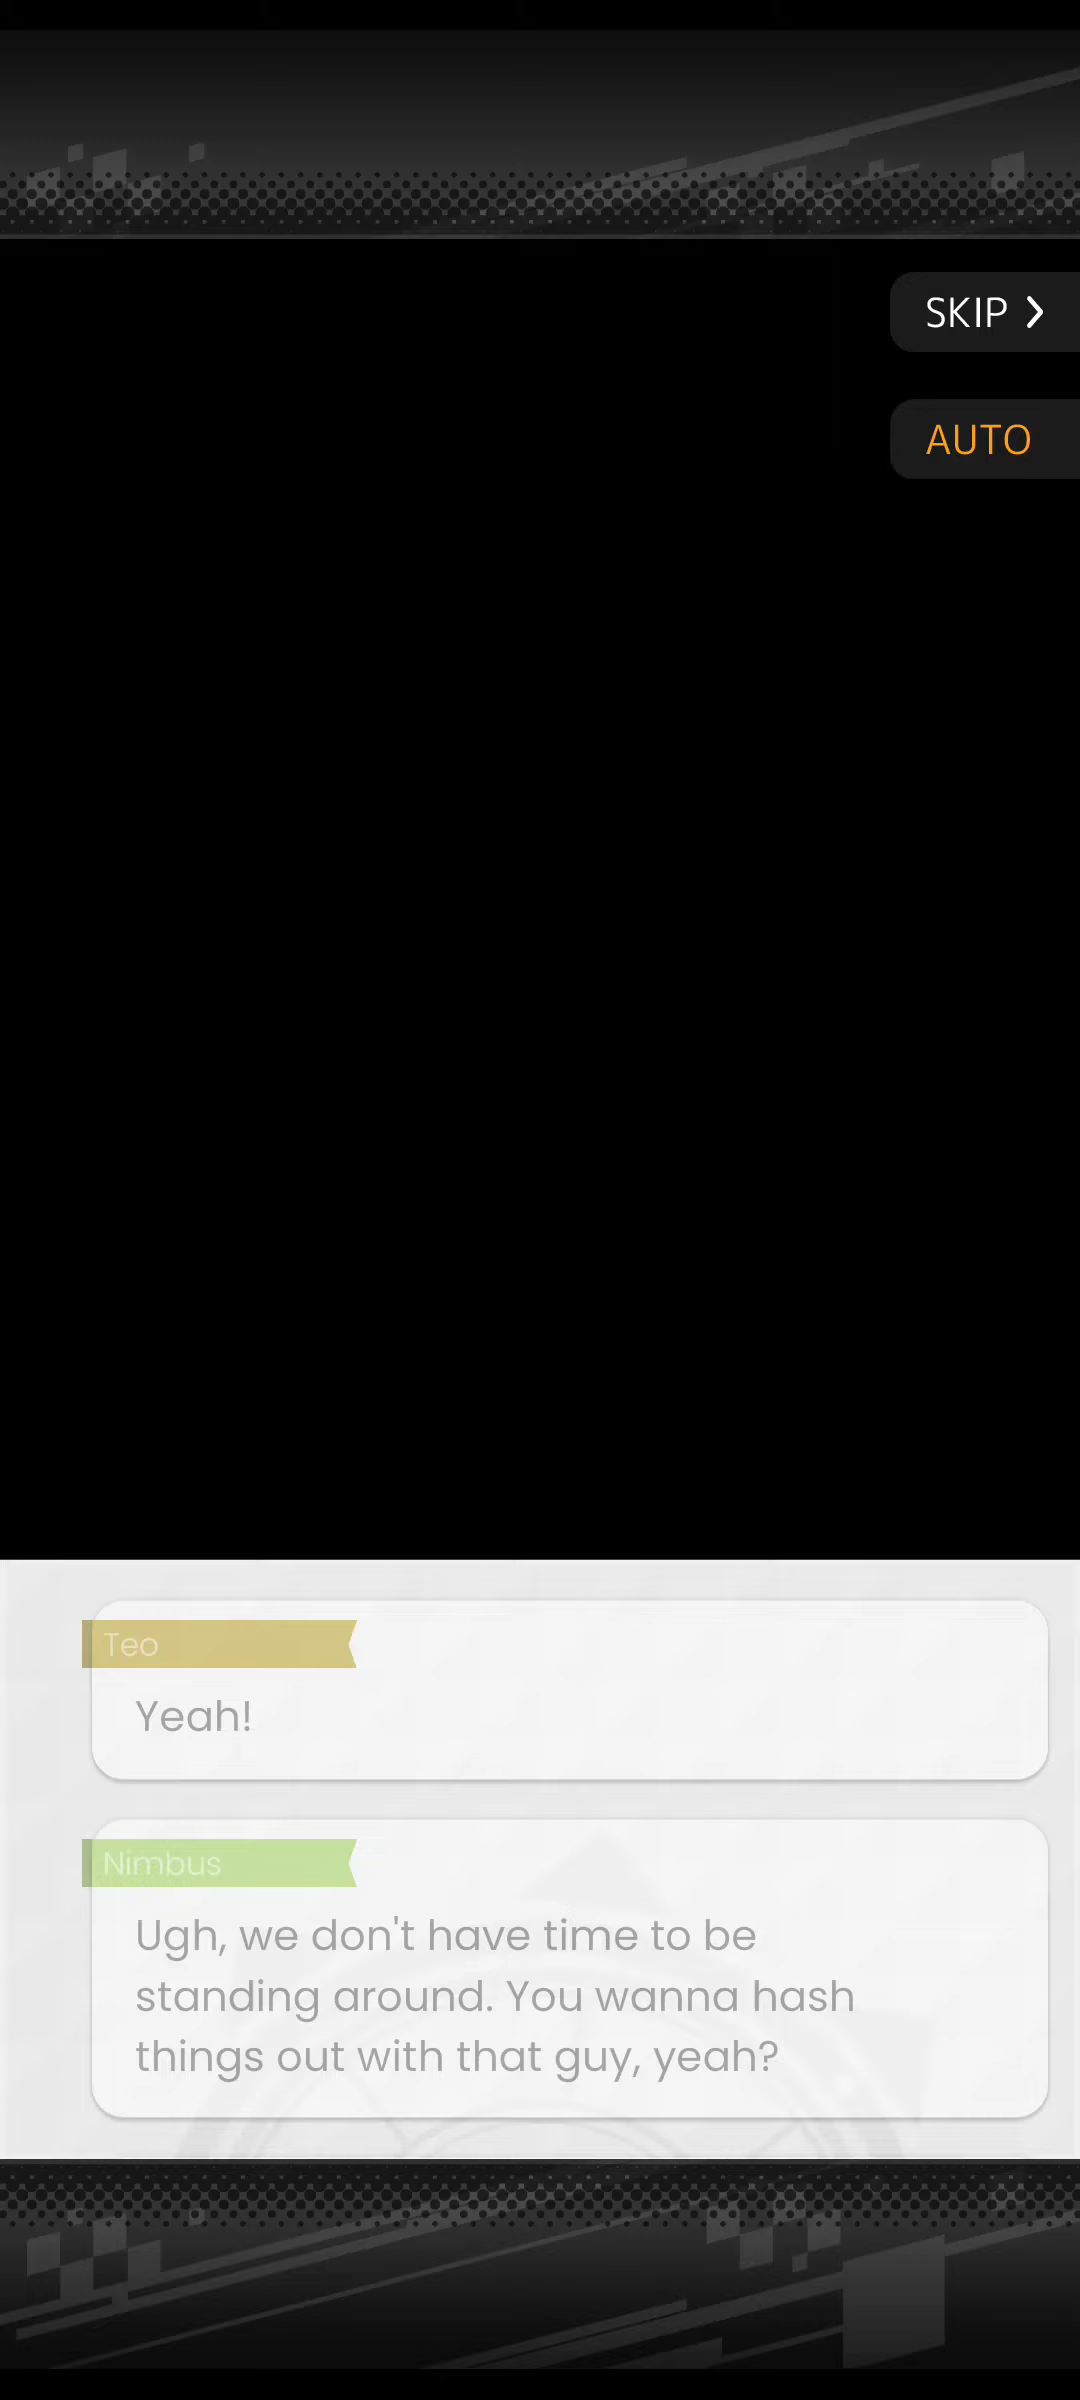 SKIP
AUTO
Teo
Yeah!
Nimbus
Ugh, we don't have time to be
standing around. You wanna hash
things out with that guy, yeah?